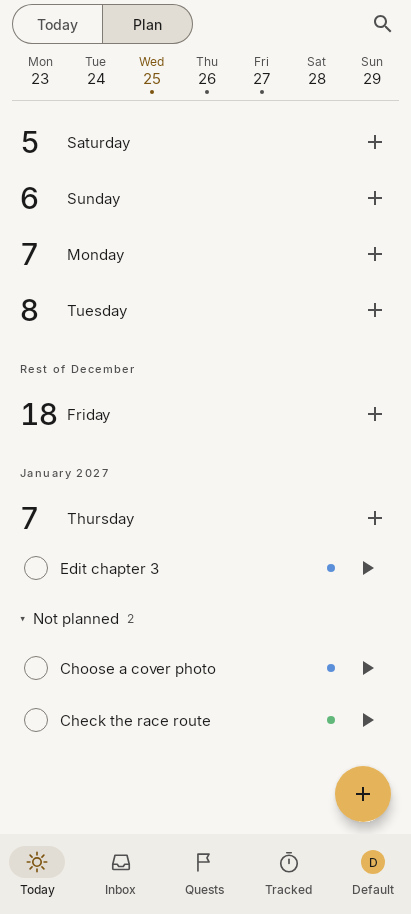 Today Plan
Mon Tue Wed Thu Fri Sat Sun
23 24 25 26 27 28 29
5 Saturday
6 Sunday
7 Monday
8 Tuesday
Rest of December
18 Friday
January 2027
7 Thursday
Edit chapter 3
Not planned 2
Choose a cover photo
Check the race route
D
Today Inbox Quests Tracked Default